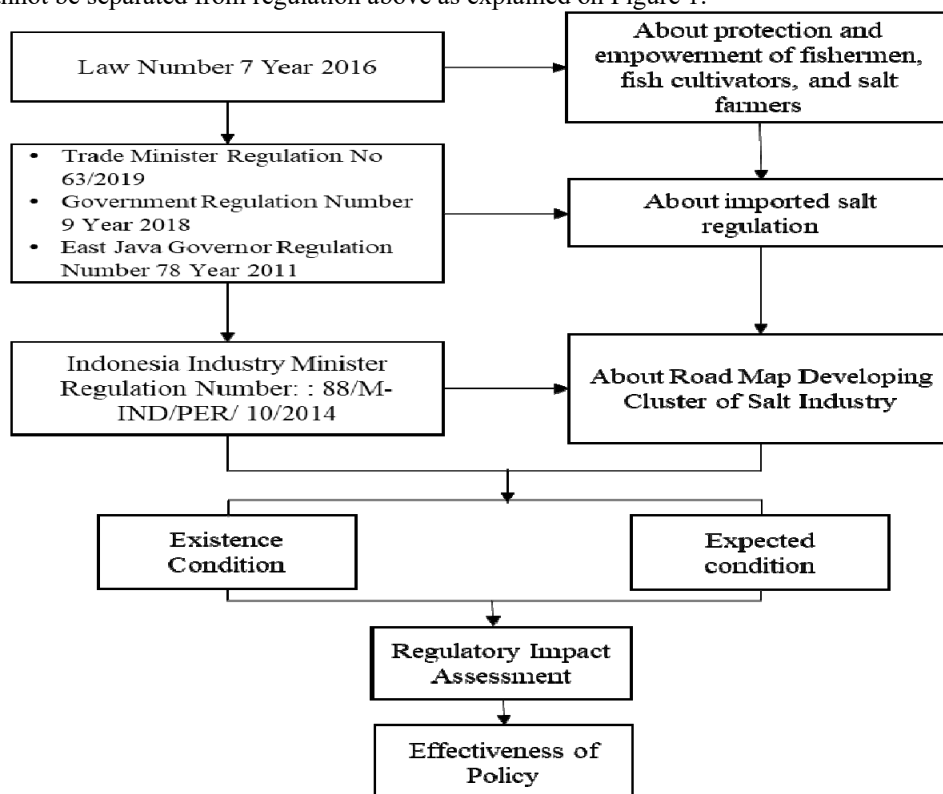 not be separated from regulation above as explained on Figure 1.
Law Number 7 Year 2016
About protection and
empowerment of fishermen,
fish cultivators, and salt
farmers
• Trade Minister Regulation No
63/2019
• Government Regulation Number
9 Year 2018
• East Java Governor Regulation
Number 78 Year 2011
About imported salt
regulation
Indonesia Industry Minister
Regulation Number: : 88/M-
IND/PER/ 10/2014
About Road Map Developing
Cluster of Salt Industry
Existence
Condition
Expected
condition
Regulatory Impact
Assessment
Effectiveness of
Policy